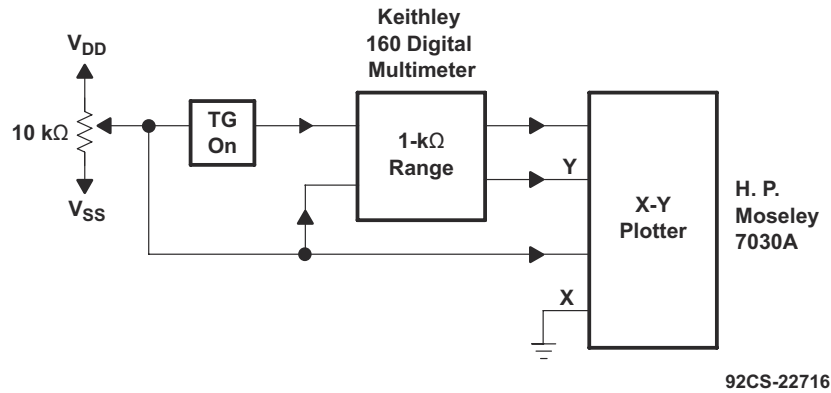 Keithley
160 Digital
Multimeter
VDD
10 kΩ
VSS
TG
On
1-kΩ
Range
Y
X
X-Y
Plotter
H. P.
Moseley
7030A
92CS-22716